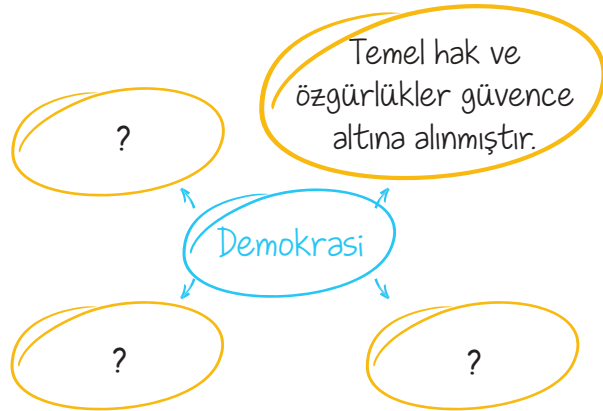 Temel hak ve
özgürlükler güvence
altına alınmıştır.
?
Demokrasi
?
?